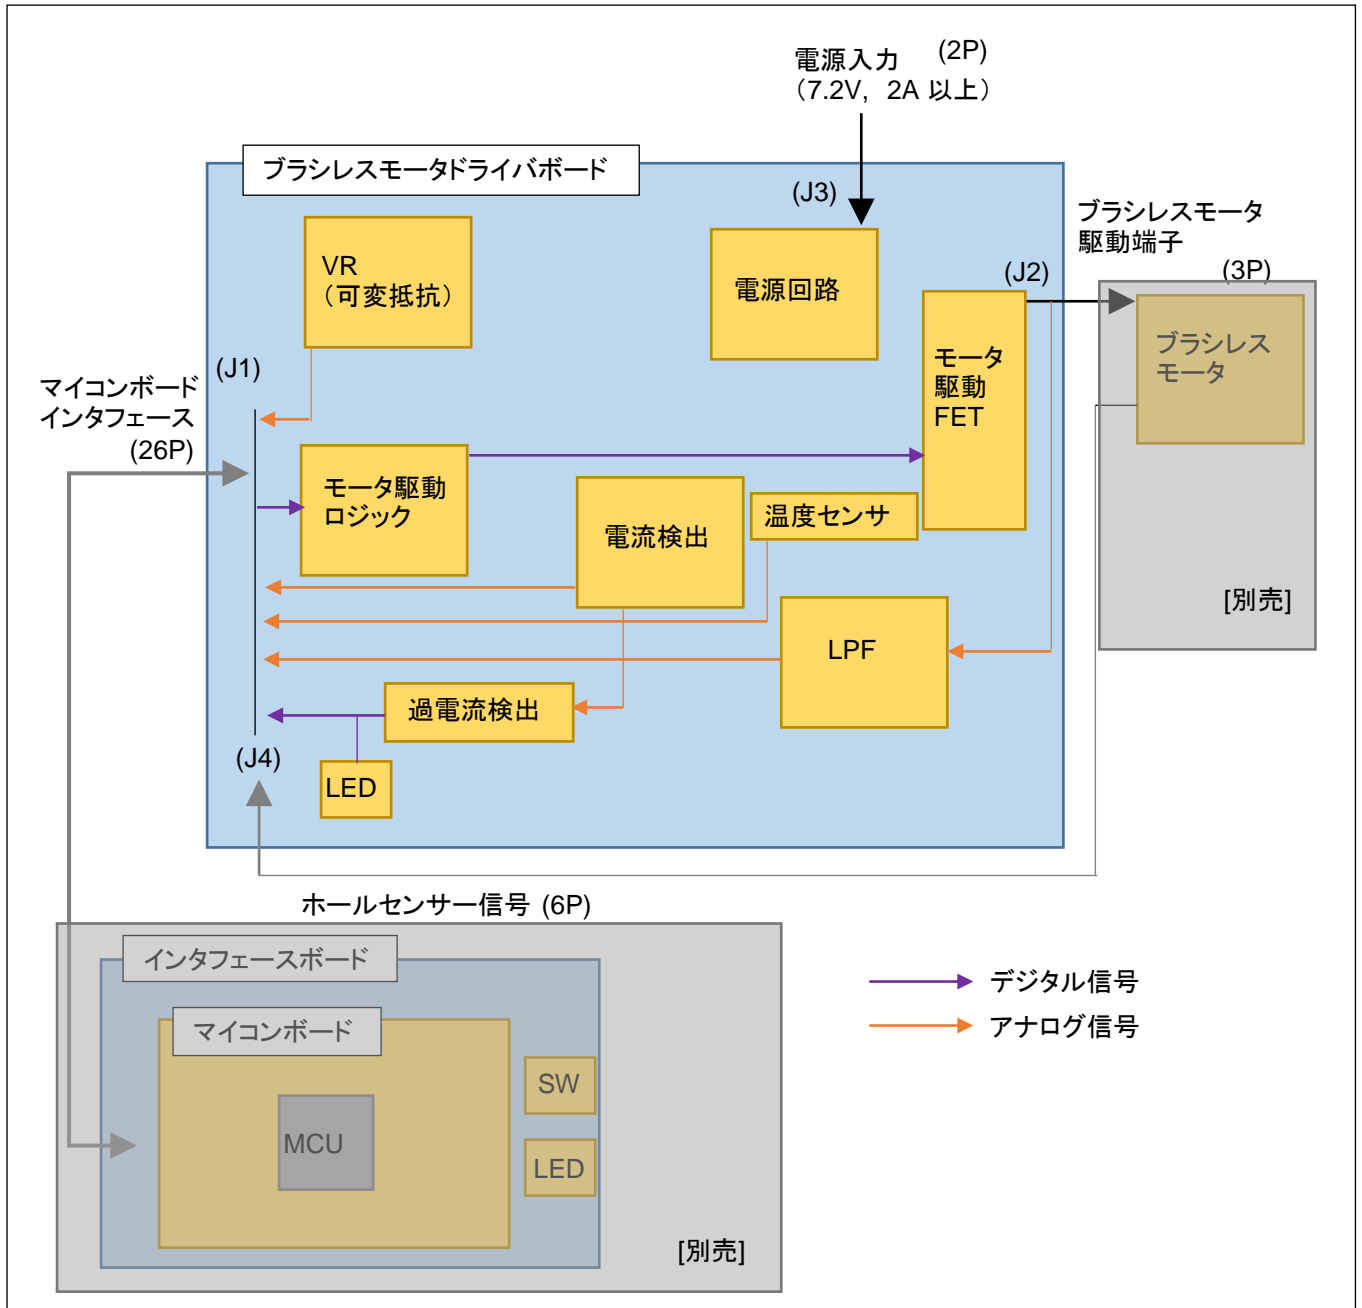 電源入力 (2P)
（7.2V, 2A 以上）
ブラシレスモータドライバボード
(J3)
ブラシレスモータ
駆動端子
(3P)
VR
（可変抵抗）
電源回路
(J2)
モータ
駆動
FET
ブラシレス
モータ
(J1)
マイコンボード
インタフェース
(26P)
モータ駆動
ロジック
電流検出
温度センサ
[別売]
LPF
過電流検出
(J4)
LED
ホールセンサー信号 (6P)
インタフェースボード
マイコンボード
MCU
SW
LED
[別売]
デジタル信号
アナログ信号